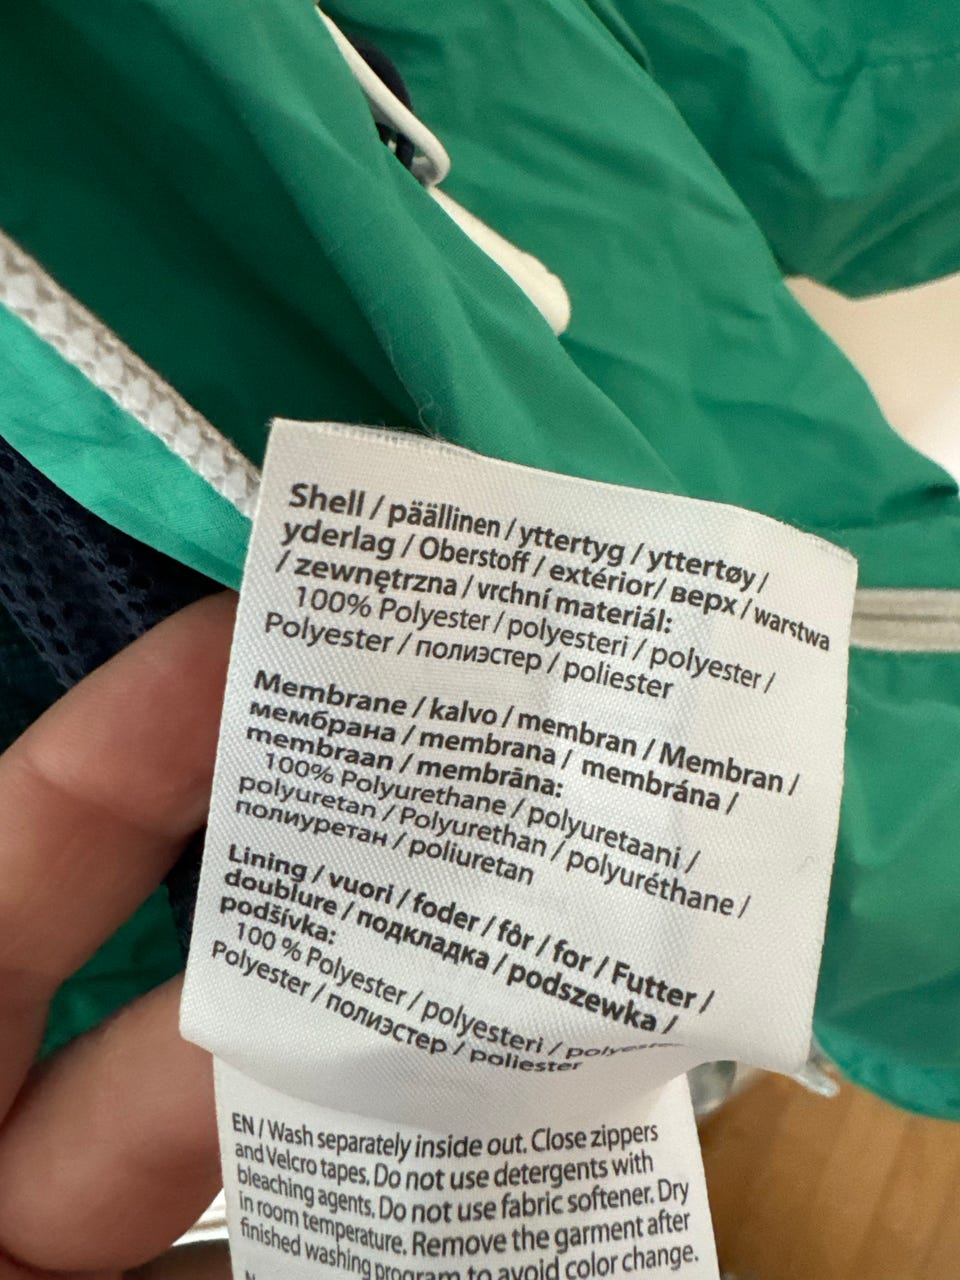 Shell / päällinen / yttertyg / yttertøy /
yderlag / Oberstoff / extérior/ верх / warstwa
/ zewnętrzna / vrchní materiál:
100% Polyester / polyesteri / polyester /
Polyester / полиэстер / poliester
Membrane / kalvo / membran / Membran /
мембрана / membrana / membrána /
membraan / membrāna:
100% Polyurethane / polyuretaani /
polyuretan / Polyurethan / polyuréthane /
полиуретан / poliuretan
Lining / vuori / foder / fôr / for / Futter /
doublure / подкладка / podszewka /
podšívka:
100 % Polyester / polyesteri / polyester
Polyester / полиэстер / poliester
EN / Wash separately inside out. Close zippers
and Velcro tapes. Do not use detergents with
bleaching agents. Do not use fabric softener. Dry
in room temperature. Remove the garment after
finished washing program to avoid color change.